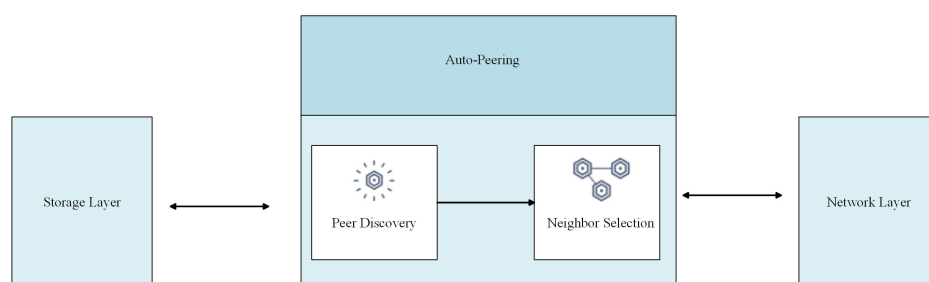 Auto-Peering
Storage Layer
Peer Discovery
Neighbor Selection
Network Layer